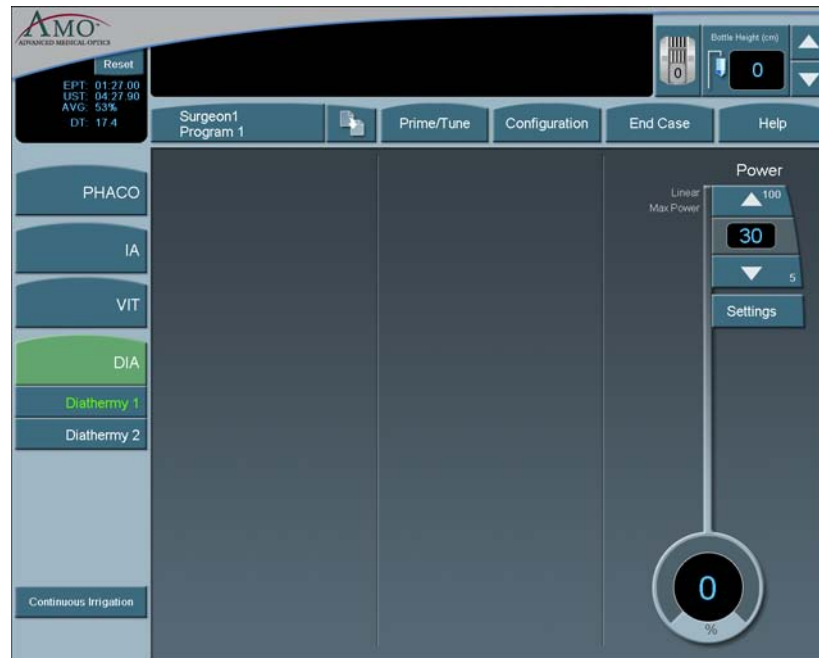 AMO
ADVANCED MEDICAL OPTICS
Reset
EPT: 01:27.00
UST: 04:27.90
AVG: 53%
DT: 17.4
0
Bottle Height (cm)
0
Surgeon1
Program 1
Prime/Tune
Configuration
End Case
Help
PHACO
IA
VIT
DIA
Diathermy 1
Diathermy 2
Continuous Irrigation
Power
Linear
Max Power
100
30
5
Settings
0
%